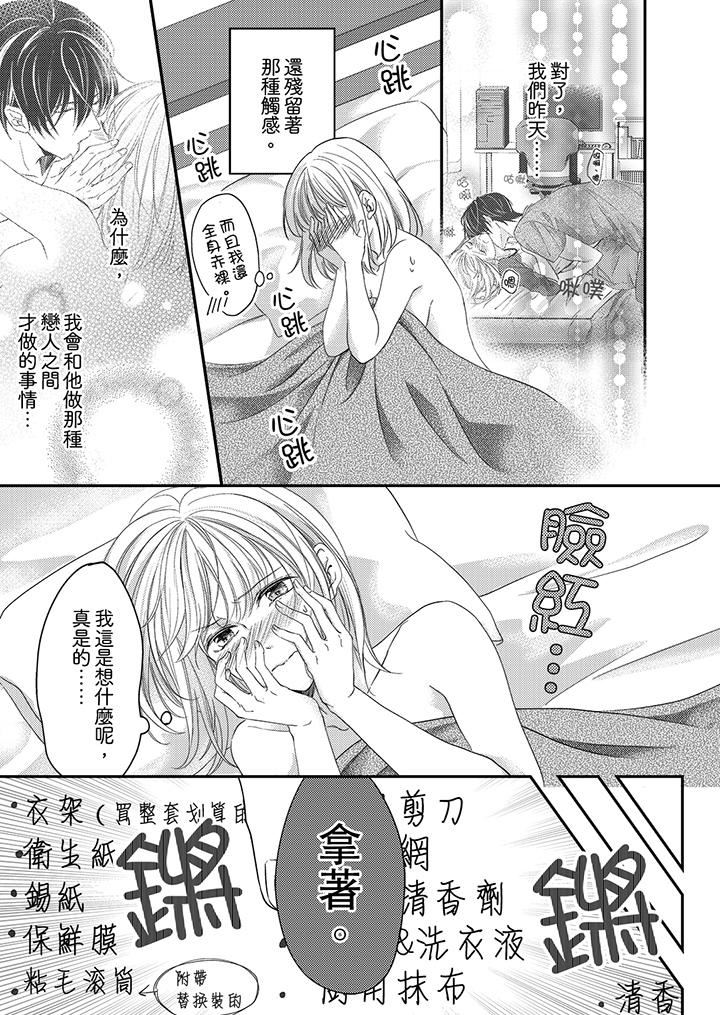 對了，
我們昨天……
咕啾
嗯
啾噗
心跳
還殘留著
那種觸感。
心跳
而且我還
全身赤裸。
心跳
心跳
為什麼，
我會和他做那種
戀人之間
才做的事情…
臉紅…
我這是想什麼呢，
真是的……
剪刀
網
清香劑
&洗衣液
廚用抹布
清香
鏘
拿著。
・衣架(買整套划算的
・衛生紙
・錫紙
・保鮮膜
・粘毛滾筒
附帶
替換裝的
鏘